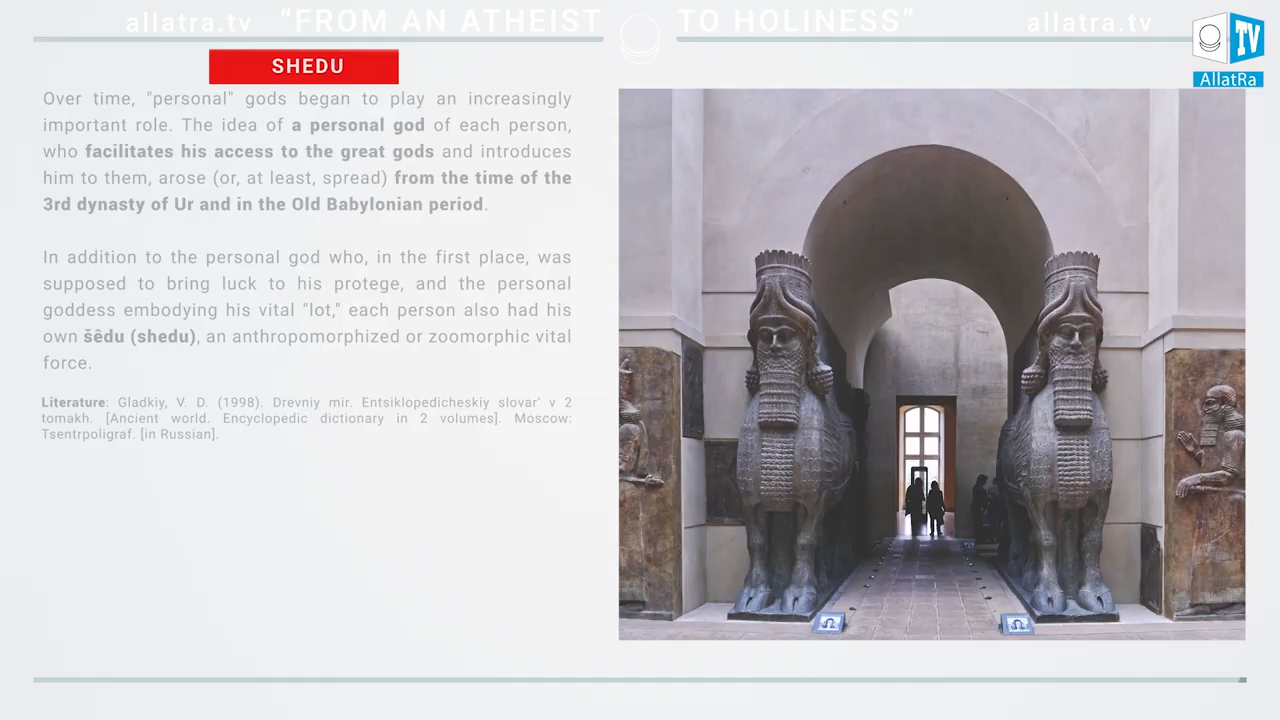 allatra.tv “FROM AN ATHEIST TO HOLINESS” allatra.tv
TV
AllatRa
SHEDU
Over time, "personal" gods began to play an increasingly
important role. The idea of a personal god of each person,
who facilitates his access to the great gods and introduces
him to them, arose (or, at least, spread) from the time of the
3rd dynasty of Ur and in the Old Babylonian period.
In addition to the personal god who, in the first place, was
supposed to bring luck to his protege, and the personal
goddess embodying his vital "lot," each person also had his
own šêdu (shedu), an anthropomorphized or zoomorphic vital
force.
Literature: Gladkiy, V. D. (1998). Drevniy mir. Entsiklopedicheskiy slovar' v 2
tomakh. [Ancient world. Encyclopedic dictionary in 2 volumes]. Moscow:
Tsentrpoligraf. [in Russian].